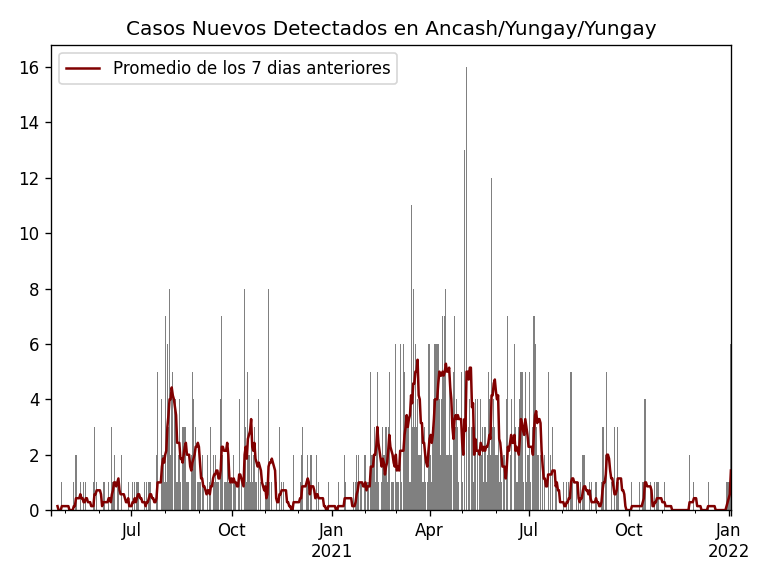 Casos Nuevos Detectados en Ancash/Yungay/Yungay
Promedio de los 7 dias anteriores
16
14
12
10
8
6
4
2
0
Jul
Oct
Jan
2021
Apr
Jul
Oct
Jan
2022